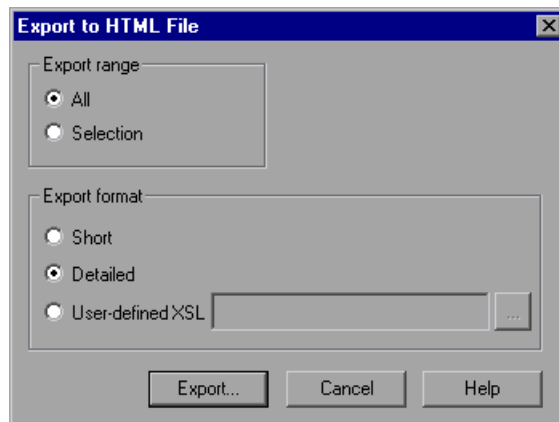 Export to HTML File
Export range
All
Selection
Export format
Short
Detailed
User-defined XSL ...
Export... Cancel Help